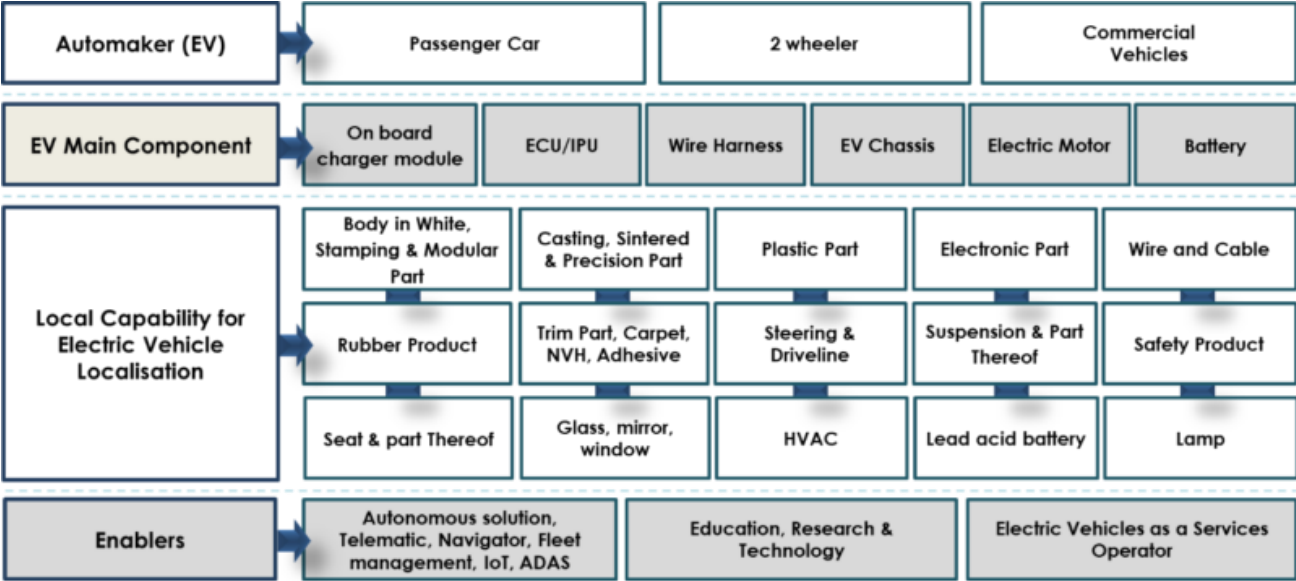 Automaker (EV)
Passenger Car
2 wheeler
Commercial
Vehicles
EV Main Component
On board
charger module
ECU/IPU
Wire Harness
EV Chassis
Electric Motor
Battery
Local Capability for
Electric Vehicle
Localisation
Body in White,
Stamping & Modular
Part
Casting, Sintered
& Precision Part
Plastic Part
Electronic Part
Wire and Cable
Rubber Product
Trim Part, Carpet,
NVH, Adhesive
Steering &
Driveline
Suspension & Part
Thereof
Safety Product
Seat & part Thereof
Glass, mirror,
window
HVAC
Lead acid battery
Lamp
Enablers
Autonomous solution,
Telematic, Navigator, Fleet
management, IoT, ADAS
Education, Research &
Technology
Electric Vehicles as a Services
Operator